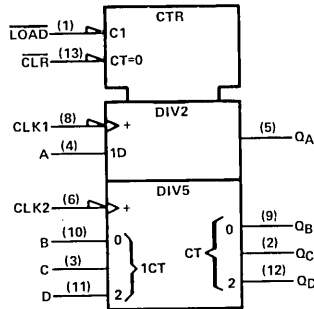 CTR
LOAD (1) C1
CLR (13) CT=0
DIV2
CLK1 (8) +
(5) QA
A (4) 1D
DIV5
CLK2 (6) +
B (10) 0
0 (9) QB
C (3) 1CT
CT (2) QC
D (11) 2
2 (12) QD